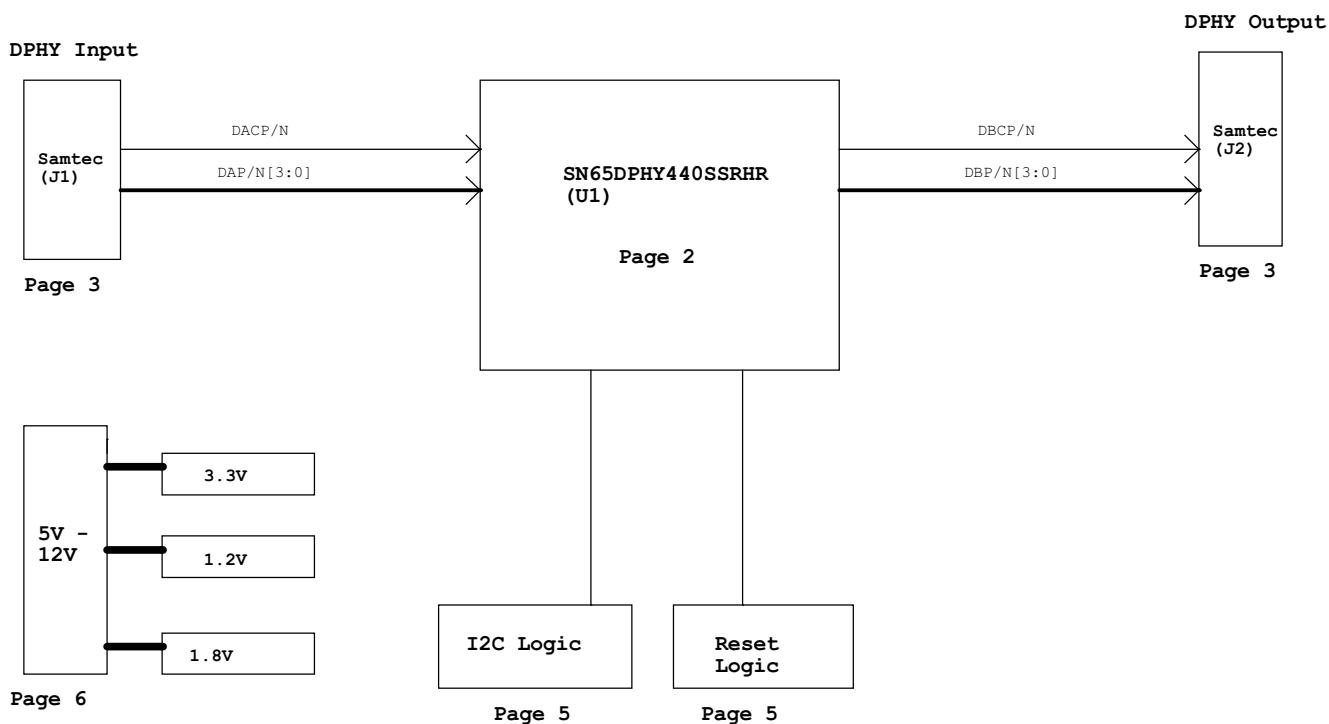 DPHY Output
DPHY Input
DACP/N
DBCP/N
Samtec
(J1)
DAP/N[3:0]
SN65DPHY440SSRHR
(U1)
DBP/N[3:0]
Samtec
(J2)
Page 2
Page 3
Page 3
3.3V
5V -
12V
1.2V
1.8V
I2C Logic
Reset
Logic
Page 6
Page 5
Page 5